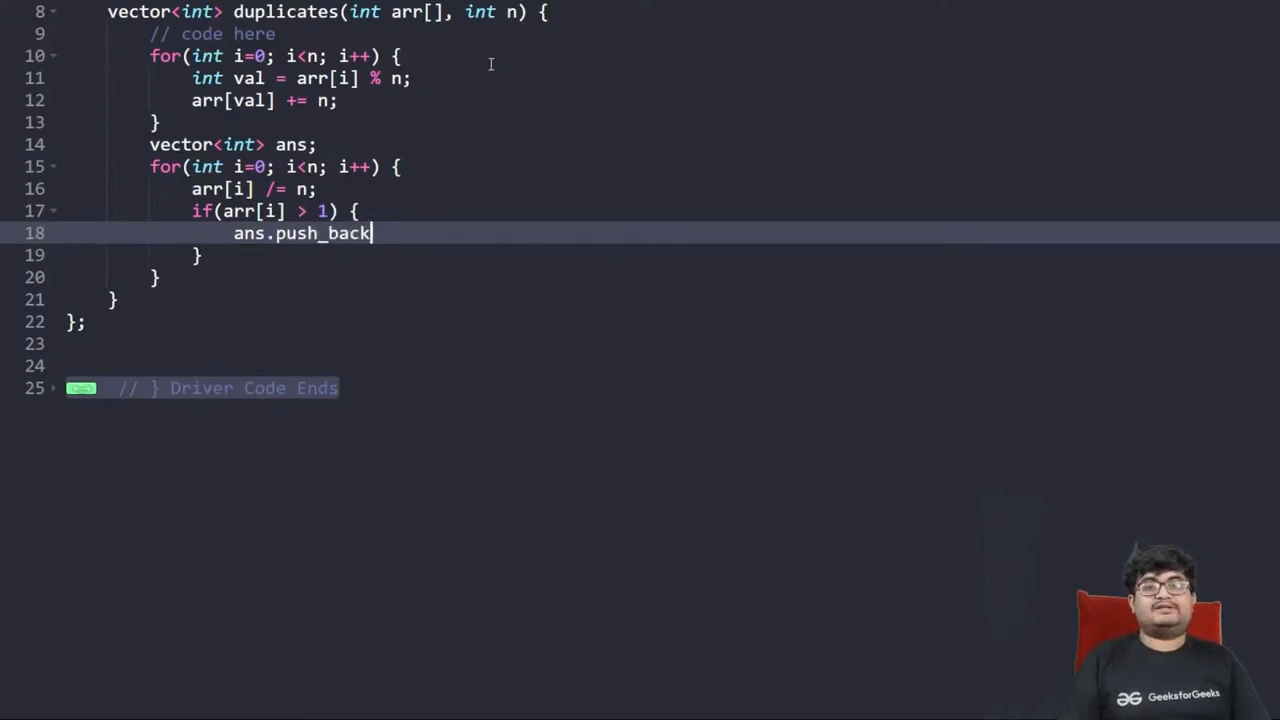 8 vector<int> duplicates(int arr[], int n) {
9 // code here
10 for(int i=0; i<n; i++) {
11 int val = arr[i] % n;
12 arr[val] += n;
13 }
14 vector<int> ans;
15 for(int i=0; i<n; i++) {
16 arr[i] /= n;
17 if(arr[i] > 1) {
18 ans.push_back
19 }
20 }
21 }
22 };
23
24
25 // } Driver Code Ends
GeeksforGeeks